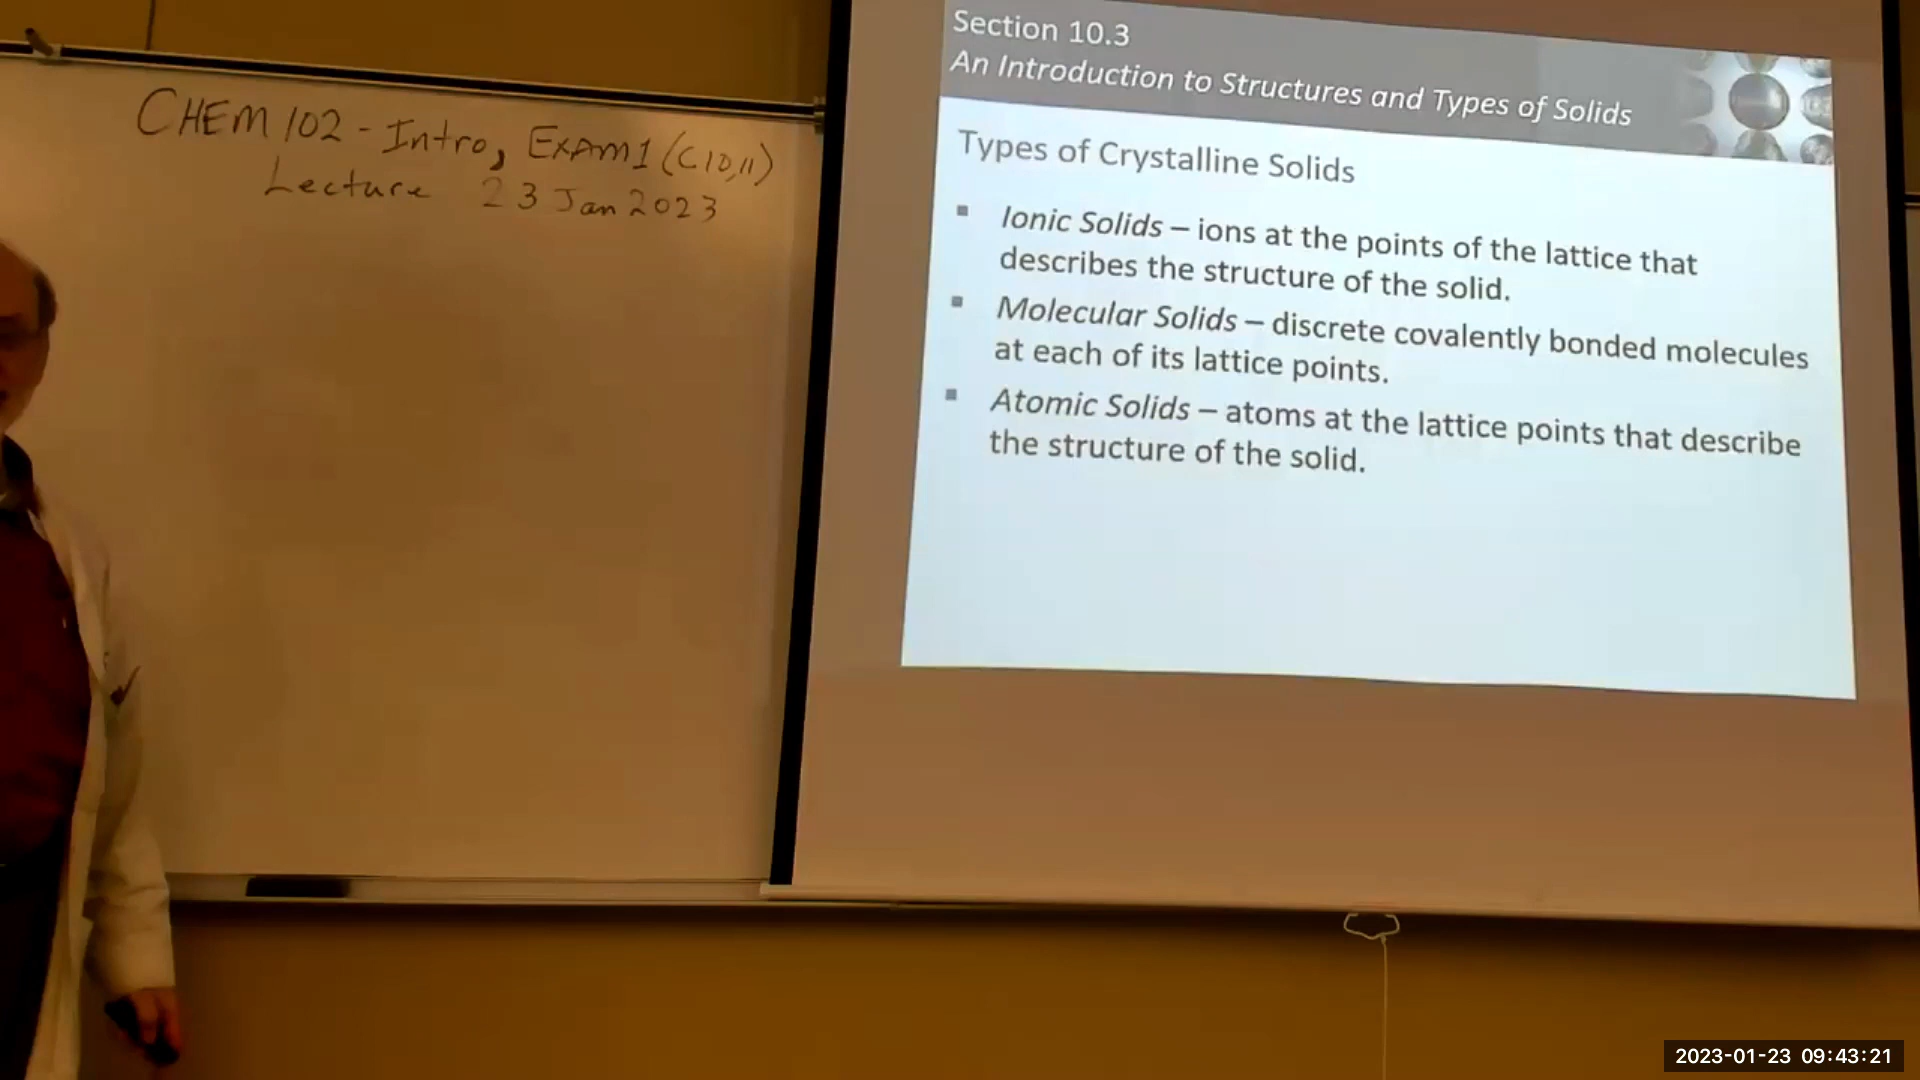 CHEM 102 - Intro, EXAM1 (C10,11)
Lecture 23 Jan 2023
Section 10.3
An Introduction to Structures and Types of Solids
Types of Crystalline Solids
▪ Ionic Solids – ions at the points of the lattice that
describes the structure of the solid.
▪ Molecular Solids – discrete covalently bonded molecules
at each of its lattice points.
▪ Atomic Solids – atoms at the lattice points that describe
the structure of the solid.
2023-01-23 09:43:21